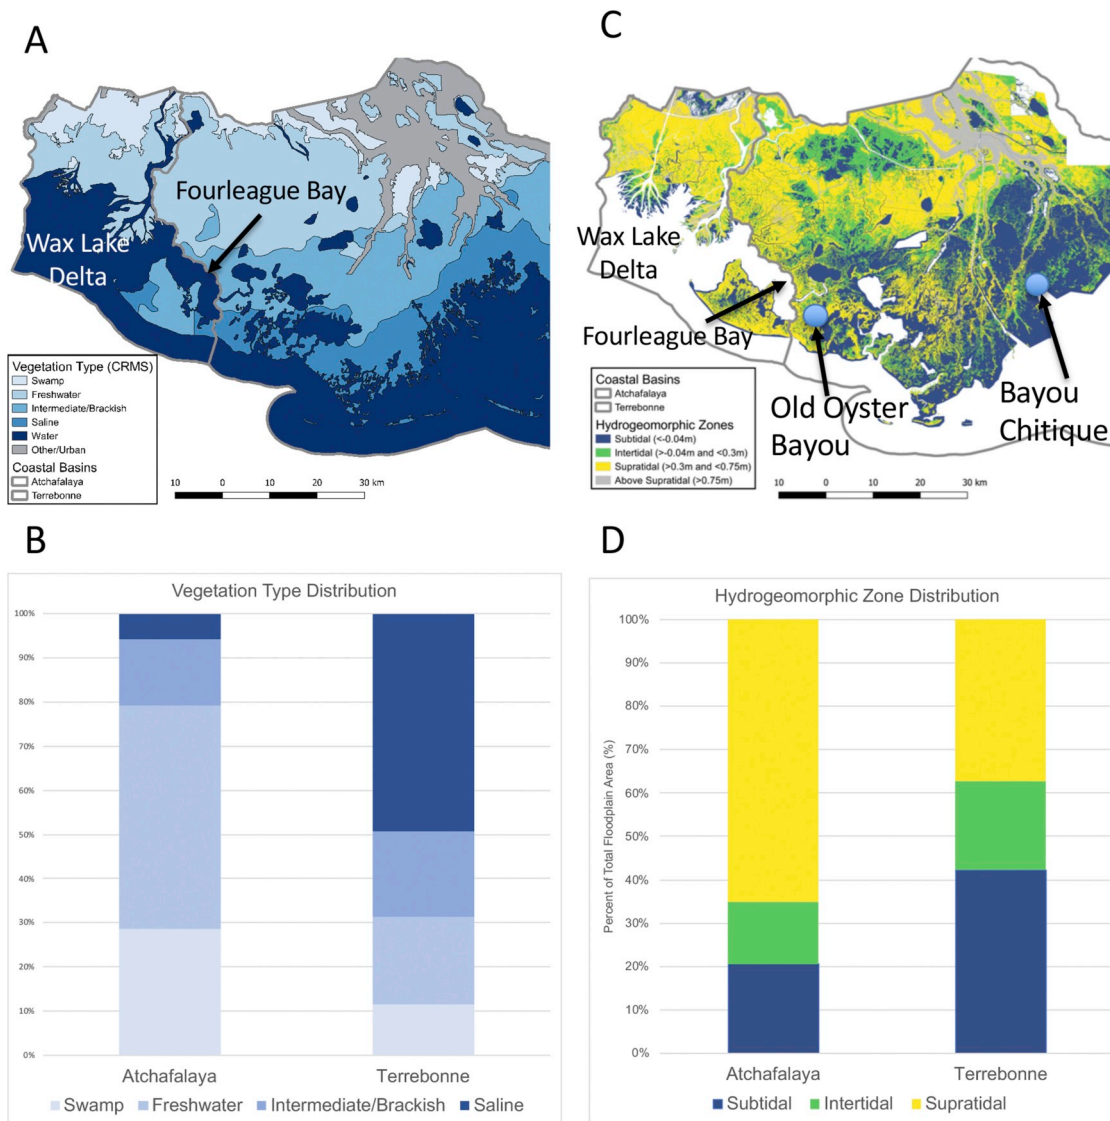 A
Fourleague Bay
Wax Lake
Delta
Vegetation Type (CRMS)
Swamp
Freshwater
Intermediate/Brackish
Saline
Water
Other/Urban
Coastal Basins
Atchafalaya
Terrebonne
10 0 10 20 30 km
C
Wax Lake
Delta
Fourleague Bay
Old Oyster
Bayou
Bayou
Chitique
Coastal Basins
Atchafalaya
Terrebonne
Hydrogeomorphic Zones
Subtidal (<-0.04m)
Intertidal (>-0.04m and <0.3m)
Supratidal (>0.3m and <0.75m)
Above Supratidal (>0.75m)
10 0 10 20 30 km
B
Vegetation Type Distribution
100%
90%
80%
70%
60%
50%
40%
30%
20%
10%
0%
Atchafalaya Terrebonne
Swamp Freshwater Intermediate/Brackish Saline
D
Hydrogeomorphic Zone Distribution
Percent of Total Floodplain Area (%)
100%
90%
80%
70%
60%
50%
40%
30%
20%
10%
0%
Atchafalaya Terrebonne
Subtidal Intertidal Supratidal